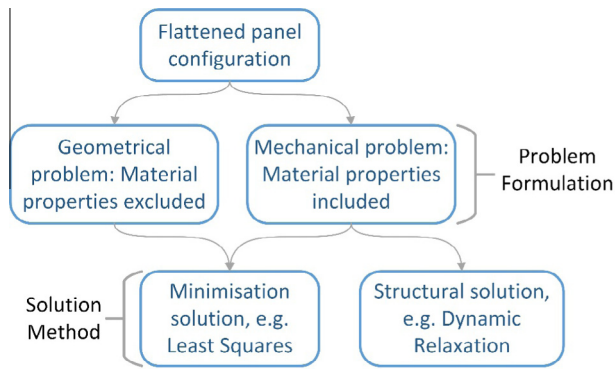 Flattened panel
configuration
Geometrical
problem: Material
properties excluded
Mechanical problem:
Material properties
included
Problem
Formulation
Solution
Method
Minimisation
solution, e.g.
Least Squares
Structural solution,
e.g. Dynamic
Relaxation